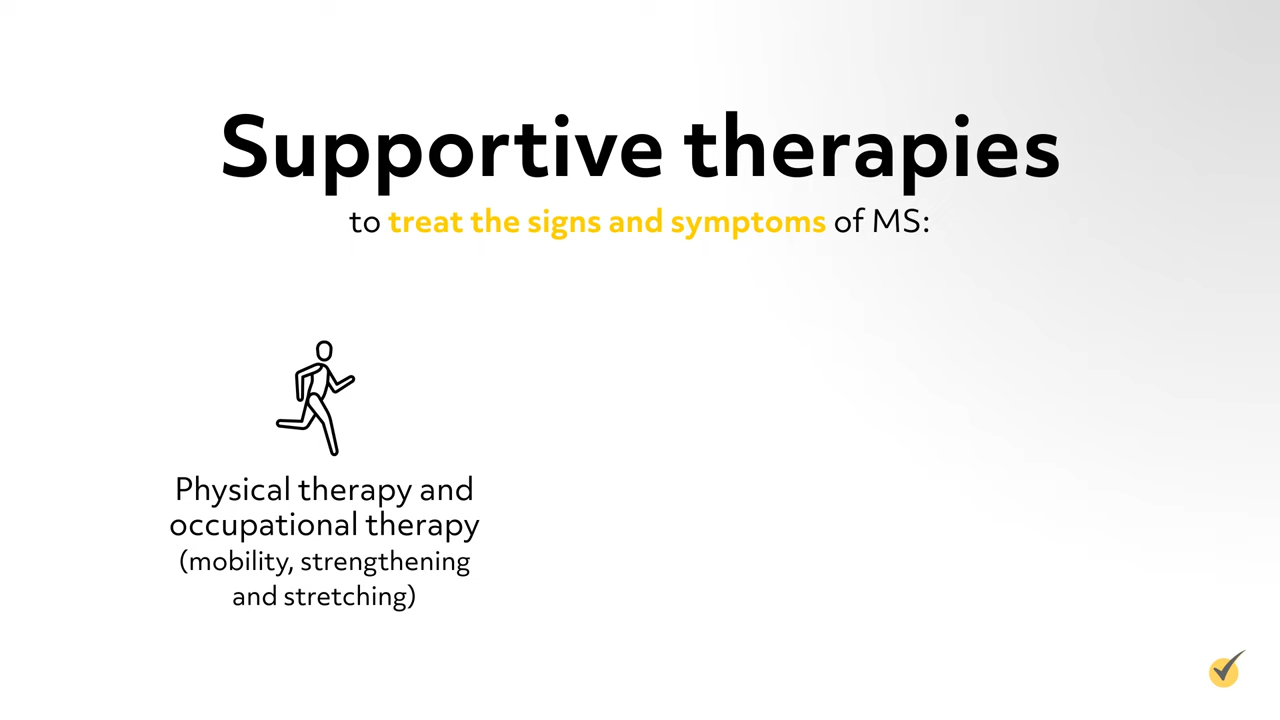 Supportive therapies
to treat the signs and symptoms of MS:
Physical therapy and
occupational therapy
(mobility, strengthening
and stretching)